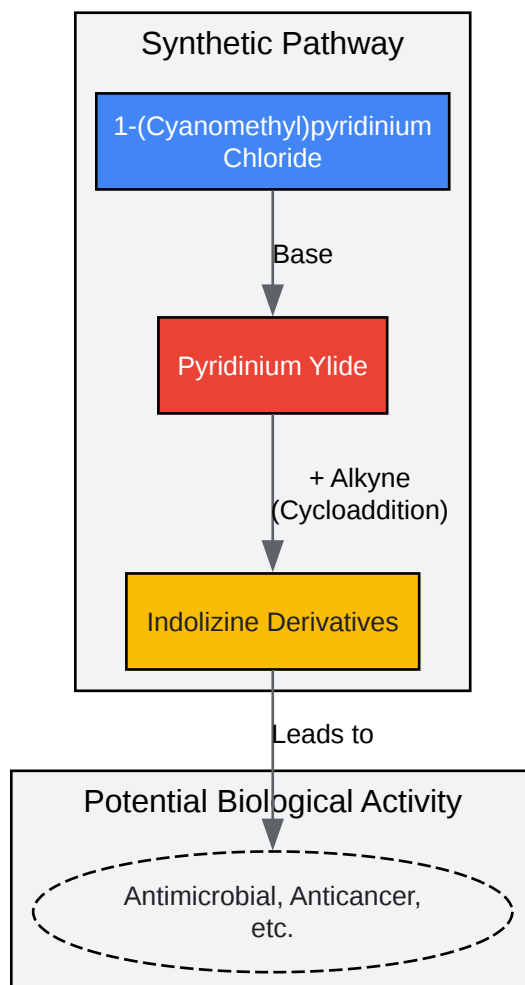 Synthetic Pathway
1-(Cyanomethyl)pyridinium
Chloride
Base
Pyridinium Ylide
+ Alkyne
(Cycloaddition)
Indolizine Derivatives
Leads to
Potential Biological Activity
Antimicrobial, Anticancer,
etc.